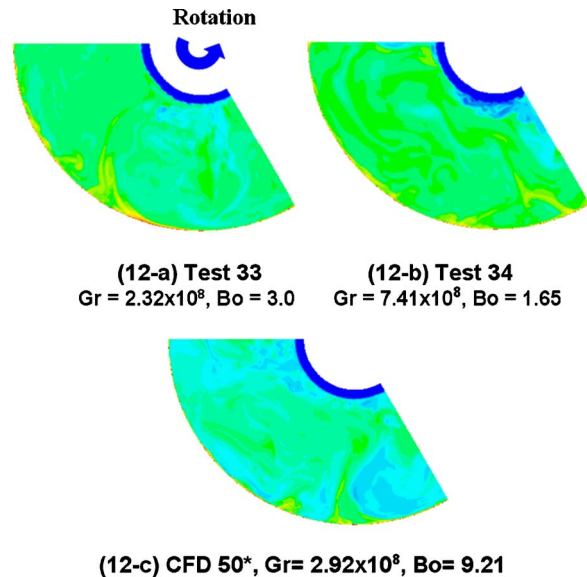 Rotation
(12-a) Test 33
Gr = 2.32x10⁸, Bo = 3.0
(12-b) Test 34
Gr = 7.41x10⁸, Bo = 1.65
(12-c) CFD 50*, Gr= 2.92x10⁸, Bo= 9.21